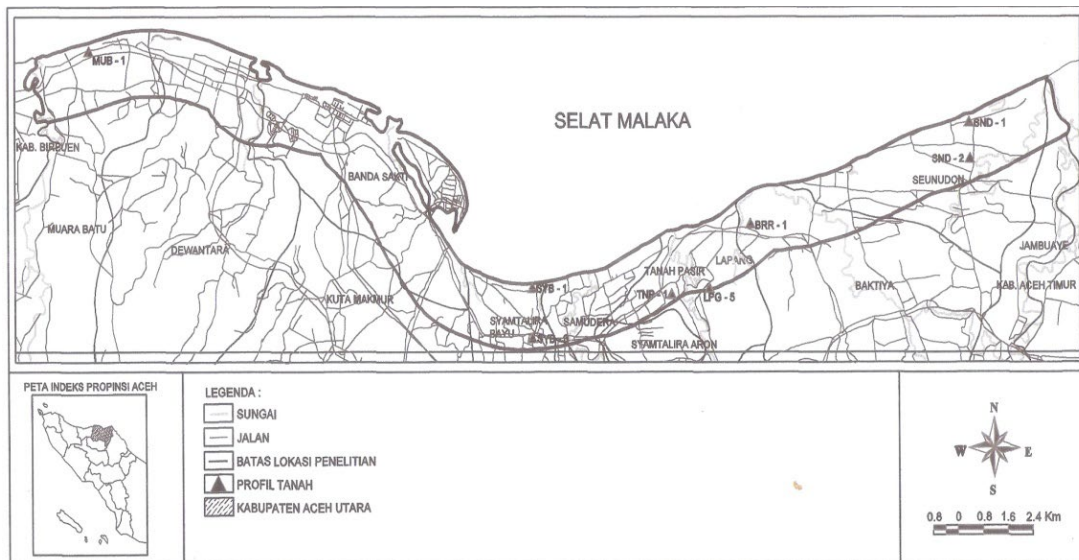 MUB - 1
SELAT MALAKA
SND - 1
KAB. BIREUEN
SND - 2
BANDA SAKTI
SEUNUDON
MUARA BATU
BRR - 1
DEWANTARA
JAMBUAYE
LAPANG
TANAH PASIR
KAB. ACEH TIMUR
BAKTIYA
SYB - 1
TNP - 1
LPG - 5
KUTA MAKMUR
SYAMTALIRA
BAYU
SAMUDERA
SYAMTALIRA ARON
PETA INDEKS PROPINSI ACEH
LEGENDA :
SUNGAI
JALAN
BATAS LOKASI PENELITIAN
PROFIL TANAH
KABUPATEN ACEH UTARA
N
W E
S
0.8 0 0.8 1.6 2.4 Km